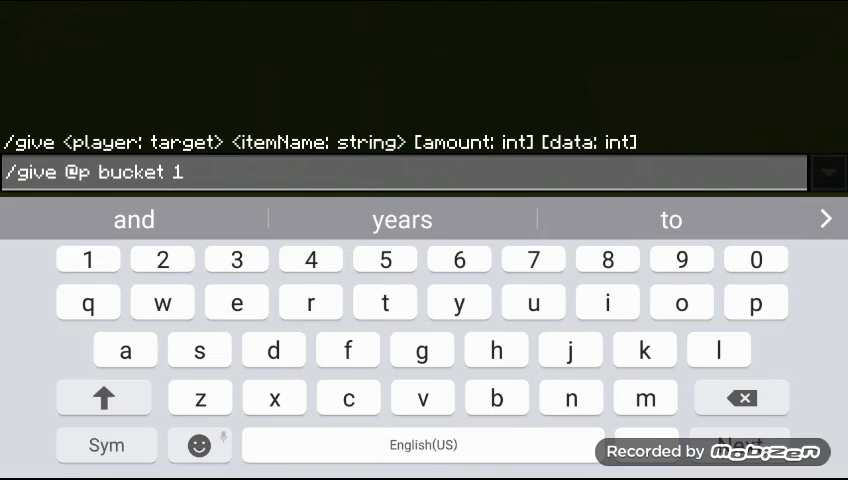 /give <player: target> <itemName: string> [amount: int] [data: int]
/give @p bucket 1
and years to
1 2 3 4 5 6 7 8 9 0
q w e r t y u i o p
a s d f g h j k l
z x c v b n m
Sym English(US) Next
Recorded by mobizen